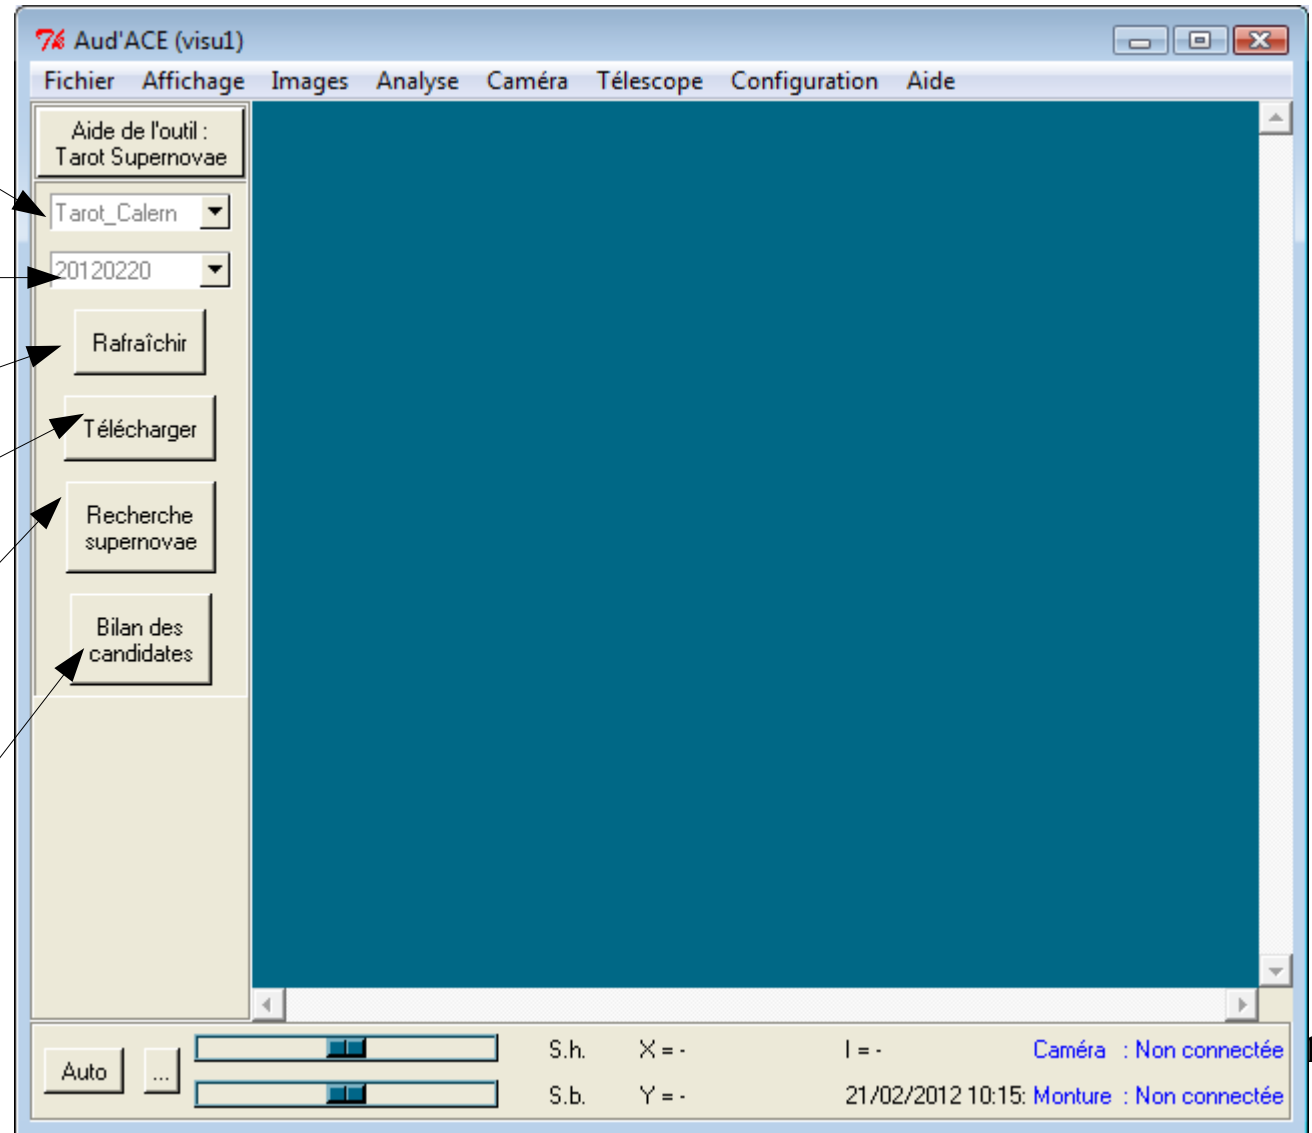 Aud'ACE (visu1)
Fichier Affichage Images Analyse Caméra Télescope Configuration Aide
Aide de l'outil :
Tarot Supernovae
Tarot_Calern
20120220
Rafraîchir
Télécharger
Recherche
supernovae
Bilan des
candidates
Auto ... S.h. X = - I = - Caméra : Non connectée
S.b. Y = - 21/02/2012 10:15: Monture : Non connectée